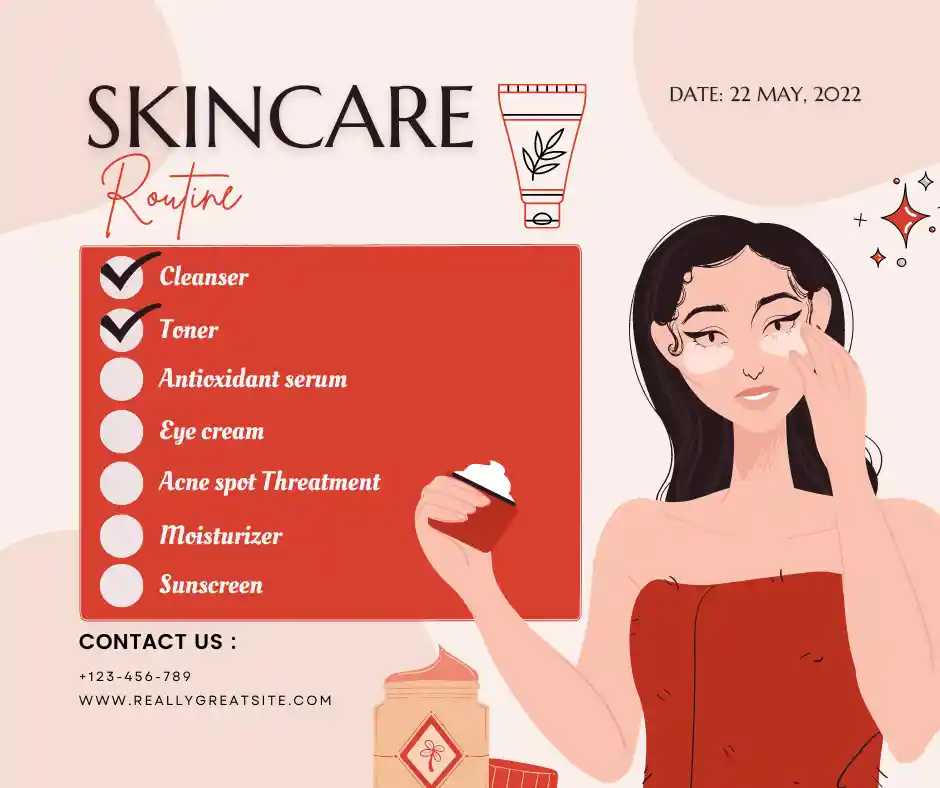 SKINCARE
Routine
DATE: 22 MAY, 2022
Cleanser
Toner
Antioxidant serum
Eye cream
Acne spot Threatment
Moisturizer
Sunscreen
CONTACT US :
+123-456-789
WWW.REALLYGREATSITE.COM